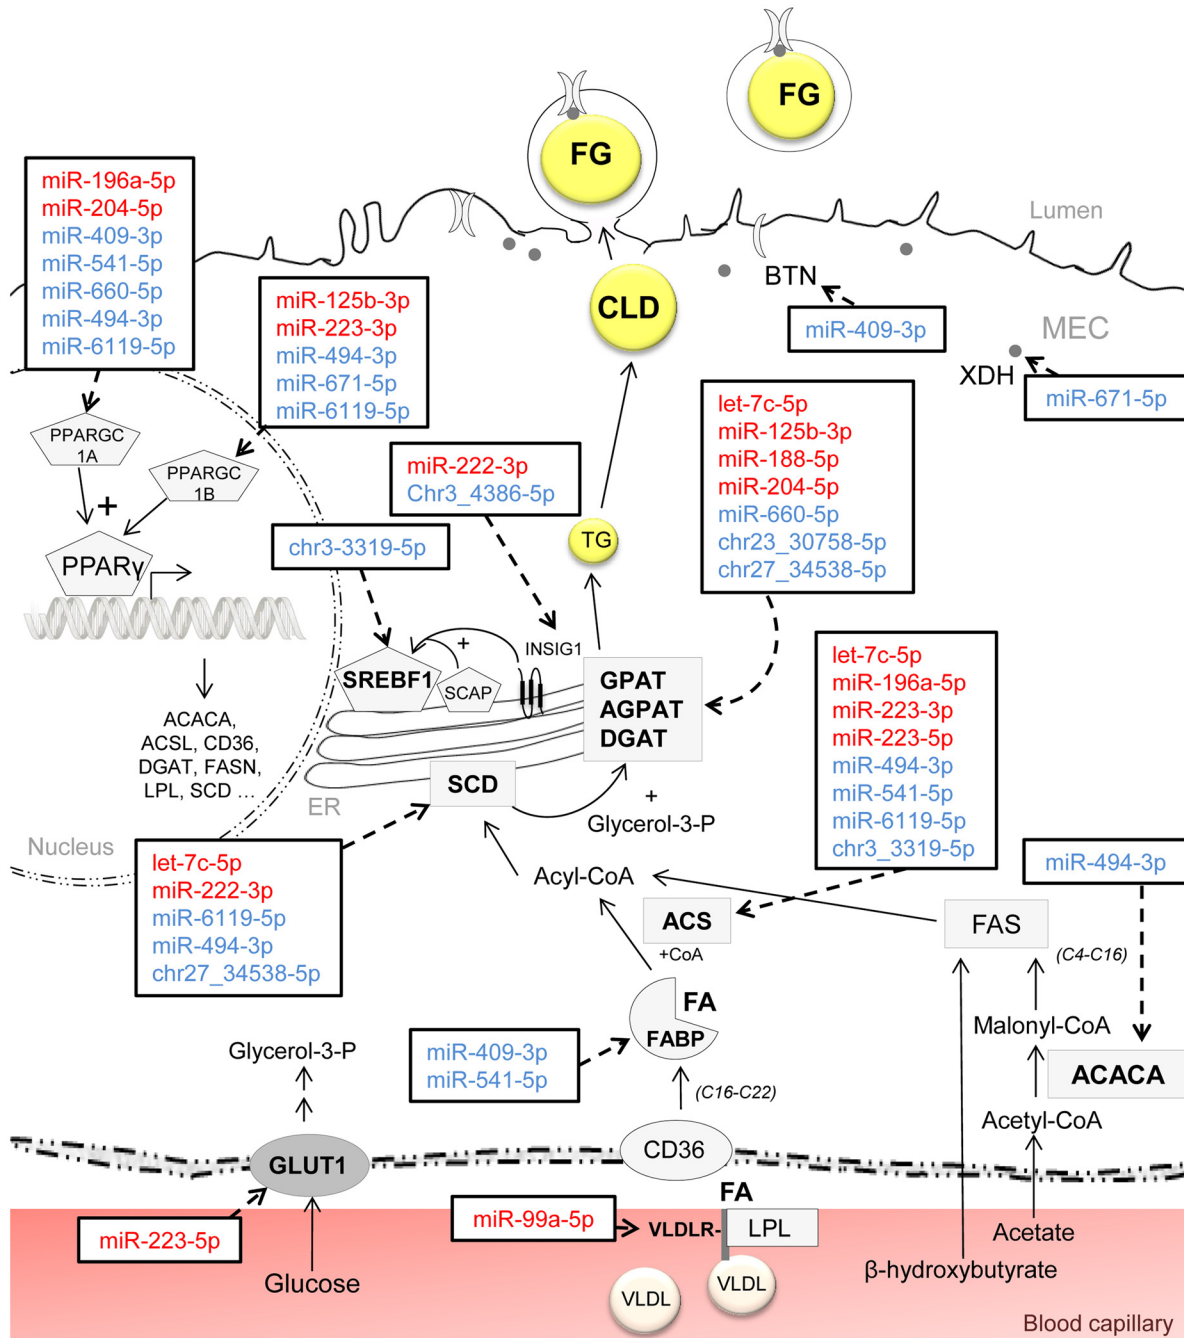 FG
FG
Lumen
miR-196a-5p
miR-204-5p
miR-409-3p
miR-541-5p
miR-660-5p
miR-494-3p
miR-6119-5p
miR-125b-3p
miR-223-3p
miR-494-3p
miR-671-5p
miR-6119-5p
CLD
BTN
miR-409-3p
MEC
XDH
miR-671-5p
PPARGC
1A
PPARGC
1B
+
PPARγ
miR-222-3p
Chr3_4386-5p
let-7c-5p
miR-125b-3p
miR-188-5p
miR-204-5p
miR-660-5p
chr23_30758-5p
chr27_34538-5p
chr3-3319-5p
TG
INSIG1
+
SREBF1
SCAP
GPAT
AGPAT
DGAT
ACACA,
ACSL, CD36,
DGAT, FASN,
LPL, SCD ...
SCD
ER
+
Glycerol-3-P
Nucleus
let-7c-5p
miR-196a-5p
miR-223-3p
miR-223-5p
miR-494-3p
miR-541-5p
miR-6119-5p
chr3_3319-5p
miR-494-3p
let-7c-5p
miR-222-3p
miR-6119-5p
miR-494-3p
chr27_34538-5p
Acyl-CoA
ACS
+CoA
FAS
(C4-C16)
FA
FABP
miR-409-3p
miR-541-5p
Malonyl-CoA
ACACA
Acetyl-CoA
Glycerol-3-P
(C16-C22)
CD36
GLUT1
FA
miR-223-5p
miR-99a-5p
VLDLR-
LPL
Acetate
Glucose
β-hydroxybutyrate
VLDL
VLDL
Blood capillary